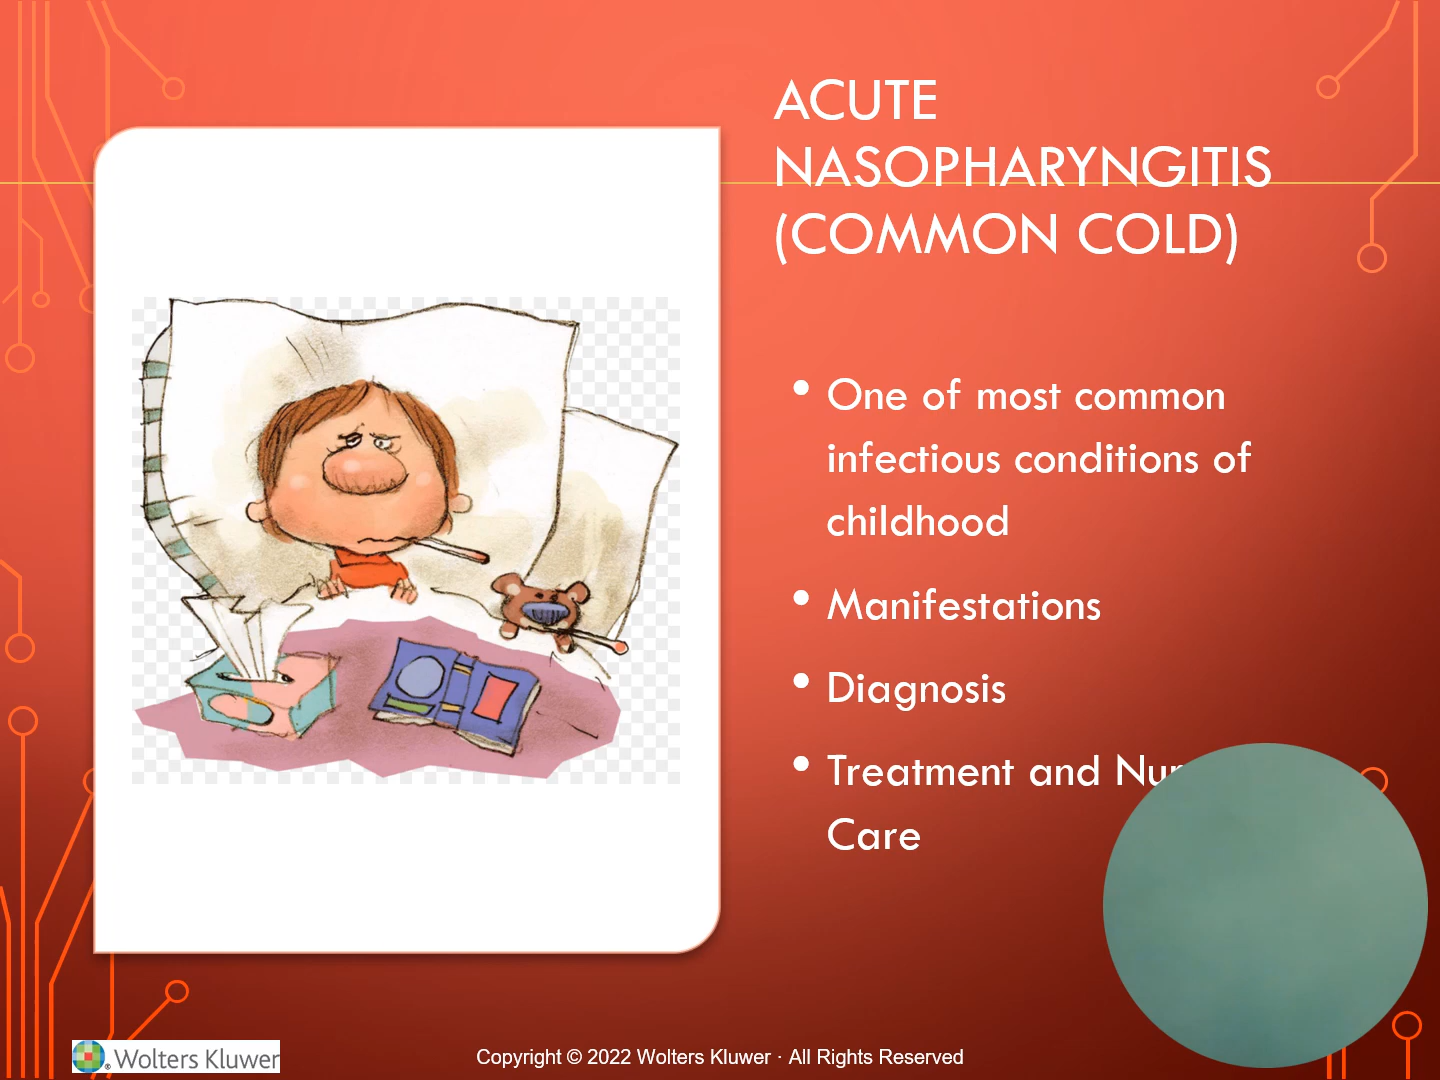 ACUTE
NASOPHARYNGITIS
(COMMON COLD)
• One of most common
infectious conditions of
childhood
• Manifestations
• Diagnosis
• Treatment and
Care
Wolters Kluwer
Copyright © 2022 Wolters Kluwer · All Rights Reserved